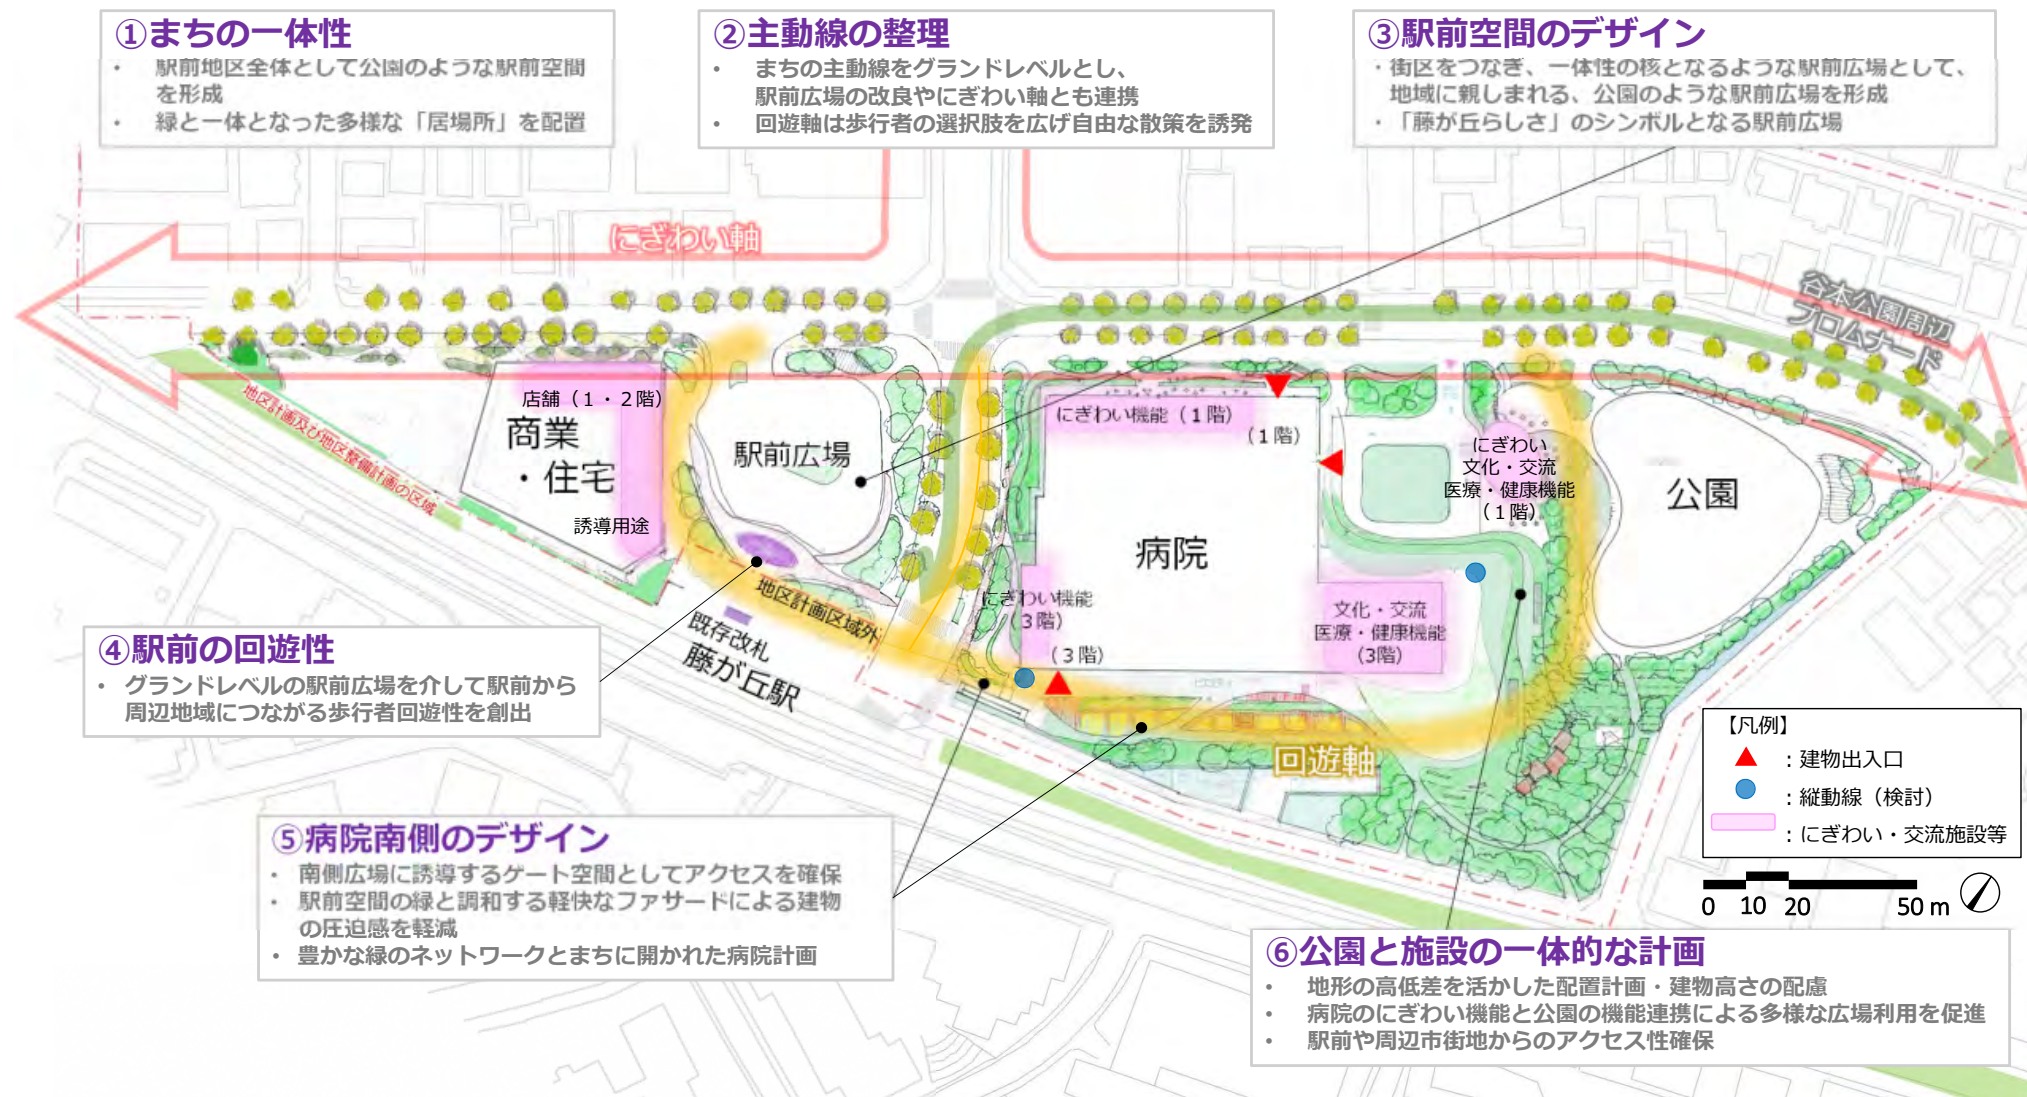 ①まちの一体性
・ 駅前地区全体として公園のような駅前空間
を形成
・ 緑と一体となった多様な「居場所」を配置
②主動線の整理
・ まちの主動線をグランドレベルとし、
駅前広場の改良やにぎわい軸とも連携
・ 回遊軸は歩行者の選択肢を広げ自由な散策を誘発
③駅前空間のデザイン
・街区をつなぎ、一体性の核となるような駅前広場として、
地域に親しまれる、公園のような駅前広場を形成
・「藤が丘らしさ」のシンボルとなる駅前広場
にぎわい軸
谷本公園周辺
プロムナード
地区計画及び地区整備計画の区域
店舗（１・２階）
商業
・住宅
誘導用途
駅前広場
にぎわい機能（１階）
（１階）
にぎわい
文化・交流
医療・健康機能
（１階）
公園
病院
にぎわい機能
（３階）
（３階）
文化・交流
医療・健康機能
（3階）
地区計画区域外
既存改札
藤が丘駅
回遊軸
④駅前の回遊性
・ グランドレベルの駅前広場を介して駅前から
周辺地域につながる歩行者回遊性を創出
⑤病院南側のデザイン
・ 南側広場に誘導するゲート空間としてアクセスを確保
・ 駅前空間の緑と調和する軽快なファサードによる建物
の圧迫感を軽減
・ 豊かな緑のネットワークとまちに開かれた病院計画
【凡例】
：建物出入口
：縦動線（検討）
：にぎわい・交流施設等
0 10 20 50 m
⑥公園と施設の一体的な計画
・ 地形の高低差を活かした配置計画・建物高さの配慮
・ 病院のにぎわい機能と公園の機能連携による多様な広場利用を促進
・ 駅前や周辺市街地からのアクセス性確保